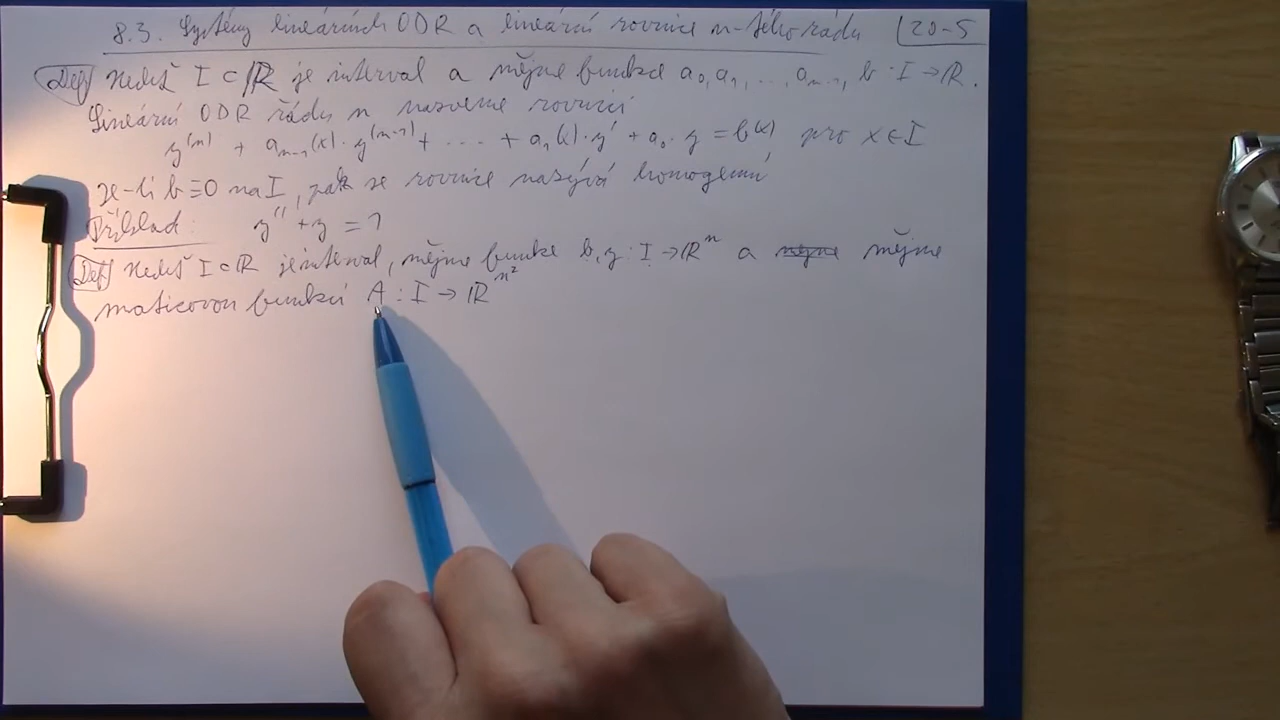 8.3. Systémy lineárních ODR a lineární rovnice n-tého řádu 20-5
Def Nechť I ⊂ ℝ je interval a mějme funkce a₀, a₁, ..., aₙ₋₁, b : I → ℝ.
Lineární ODR řádu n nazveme rovnici
y⁽ⁿ⁾ + aₙ₋₁(x)·y⁽ⁿ⁻¹⁾ + ... + a₁(x)·y' + a₀·y = b(x) pro x ∈ I
Je-li b ≡ 0 na I, pak se rovnice nazývá homogenní
Příklad: y'' + y = 1
Def Nechť I ⊂ ℝ je interval, mějme funkce b, y : I → ℝⁿ a mějme
maticovou funkci A : I → ℝⁿ²